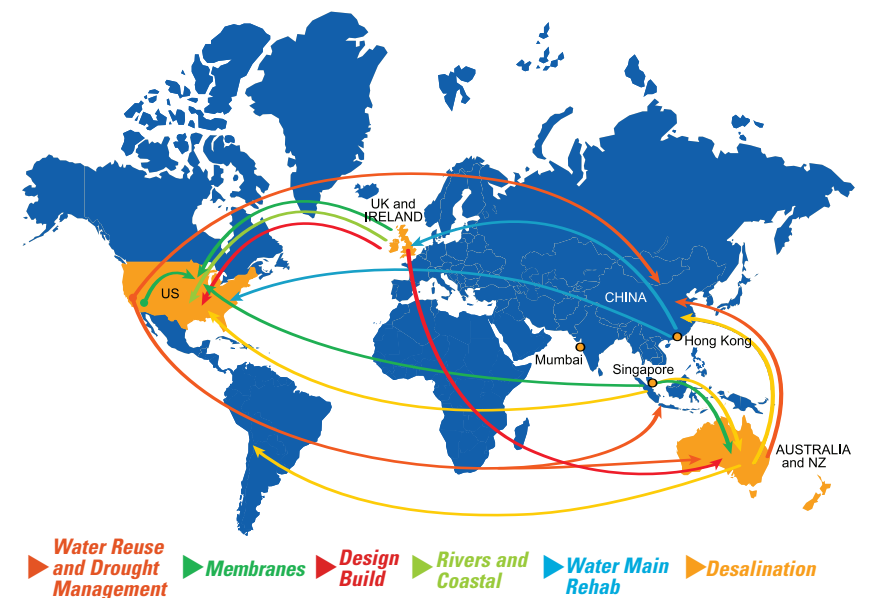 UK and
IRELAND
US
CHINA
Hong Kong
Mumbai
Singapore
AUSTRALIA
and NZ
Water Reuse
and Drought
Management
Membranes
Design
Build
Rivers and
Coastal
Water Main
Rehab
Desalination